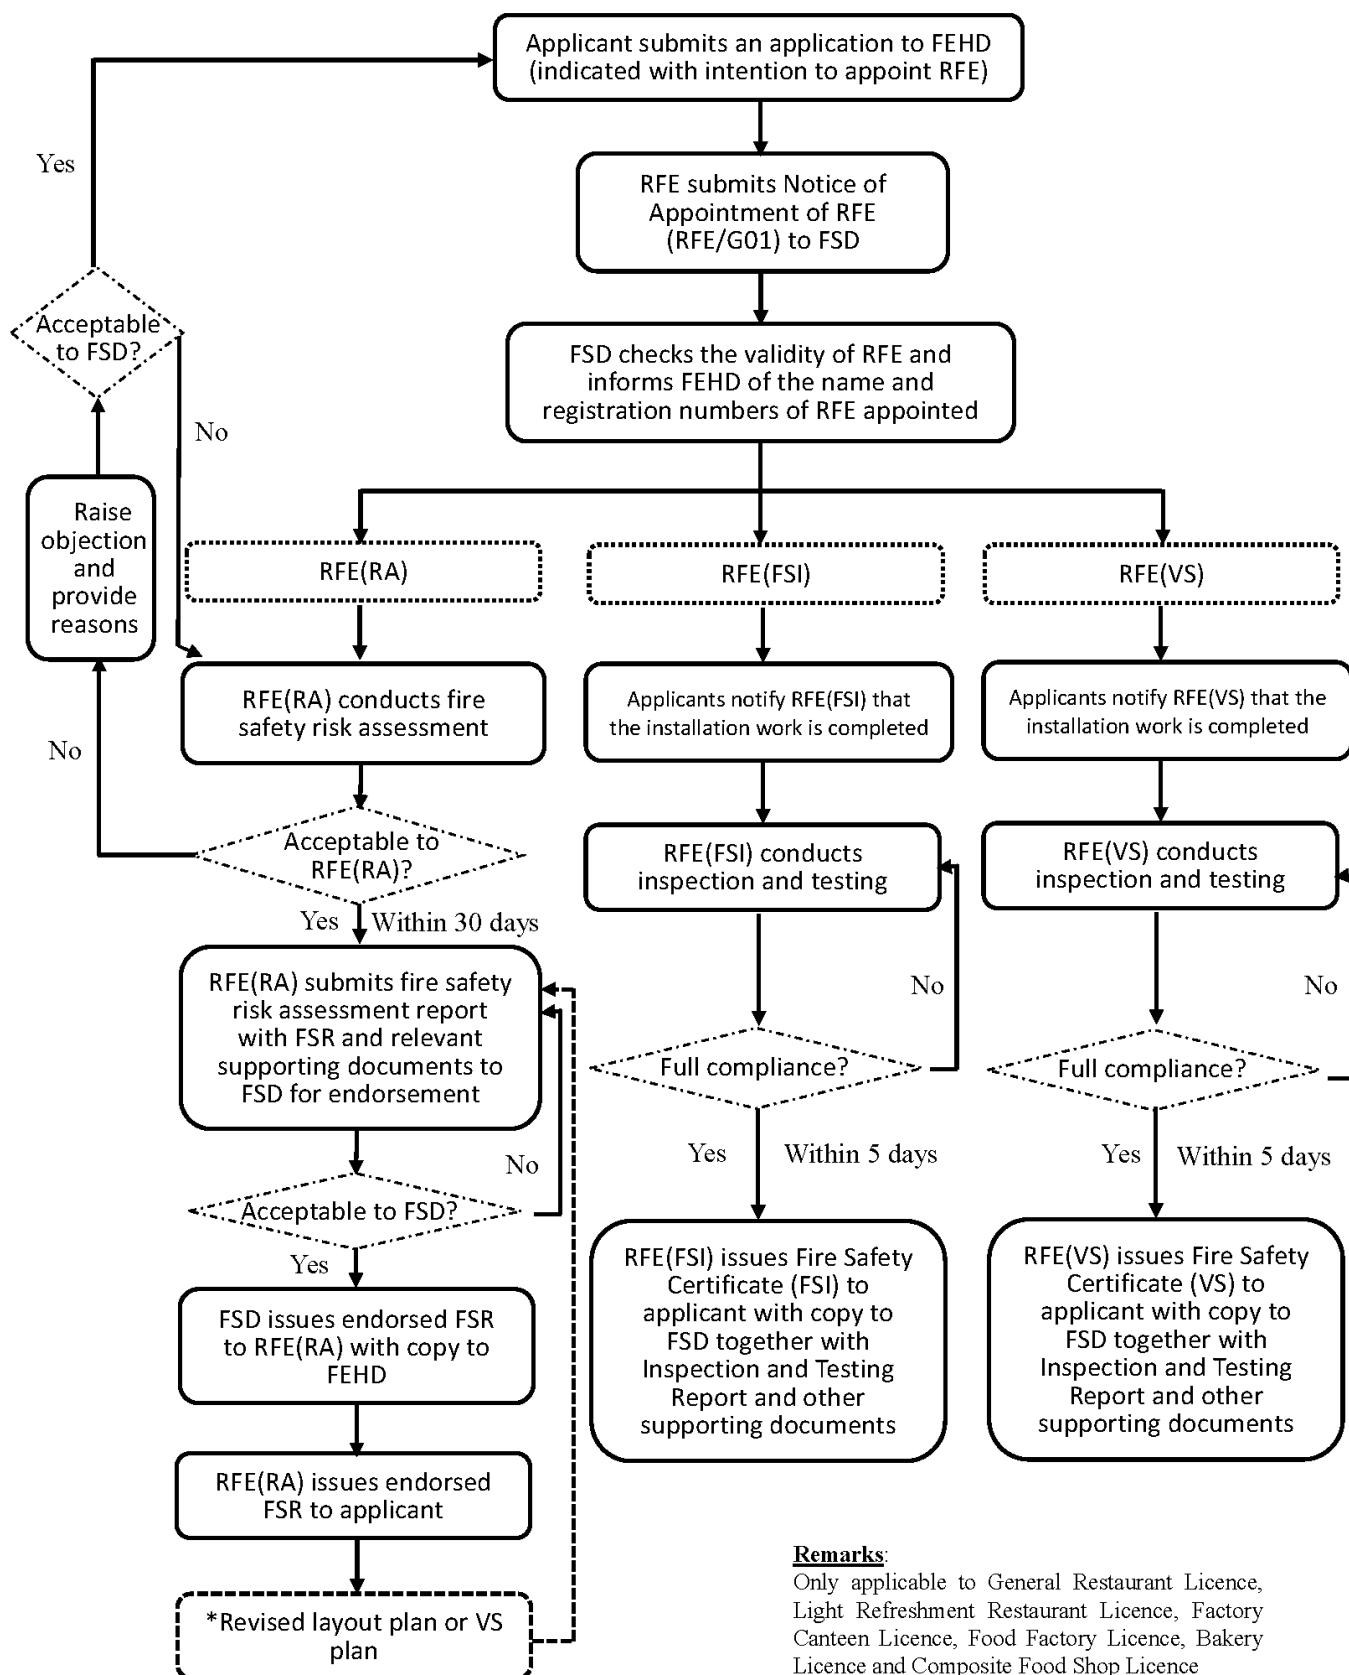 Applicant submits an application to FEHD
(indicated with intention to appoint RFE)
Yes
RFE submits Notice of
Appointment of RFE
(RFE/G01) to FSD
Acceptable
to FSD?
FSD checks the validity of RFE and
informs FEHD of the name and
registration numbers of RFE appointed
No
Raise
objection
and
provide
reasons
RFE(RA)
RFE(FSI)
RFE(VS)
RFE(RA) conducts fire
safety risk assessment
Applicants notify RFE(FSI) that
the installation work is completed
Applicants notify RFE(VS) that the
installation work is completed
No
Acceptable to
RFE(RA)?
RFE(FSI) conducts
inspection and testing
RFE(VS) conducts
inspection and testing
Yes
Within 30 days
RFE(RA) submits fire safety
risk assessment report
with FSR and relevant
supporting documents to
FSD for endorsement
No
No
Full compliance?
Full compliance?
No
Yes
Within 5 days
Yes
Within 5 days
Acceptable to FSD?
Yes
FSD issues endorsed FSR
to RFE(RA) with copy to
FEHD
RFE(FSI) issues Fire Safety
Certificate (FSI) to
applicant with copy to
FSD together with
Inspection and Testing
Report and other
supporting documents
RFE(VS) issues Fire Safety
Certificate (VS) to
applicant with copy to
FSD together with
Inspection and Testing
Report and other
supporting documents
RFE(RA) issues endorsed
FSR to applicant
*Revised layout plan or VS
plan
Remarks:
Only applicable to General Restaurant Licence,
Light Refreshment Restaurant Licence, Factory
Canteen Licence, Food Factory Licence, Bakery
Licence and Composite Food Shop Licence